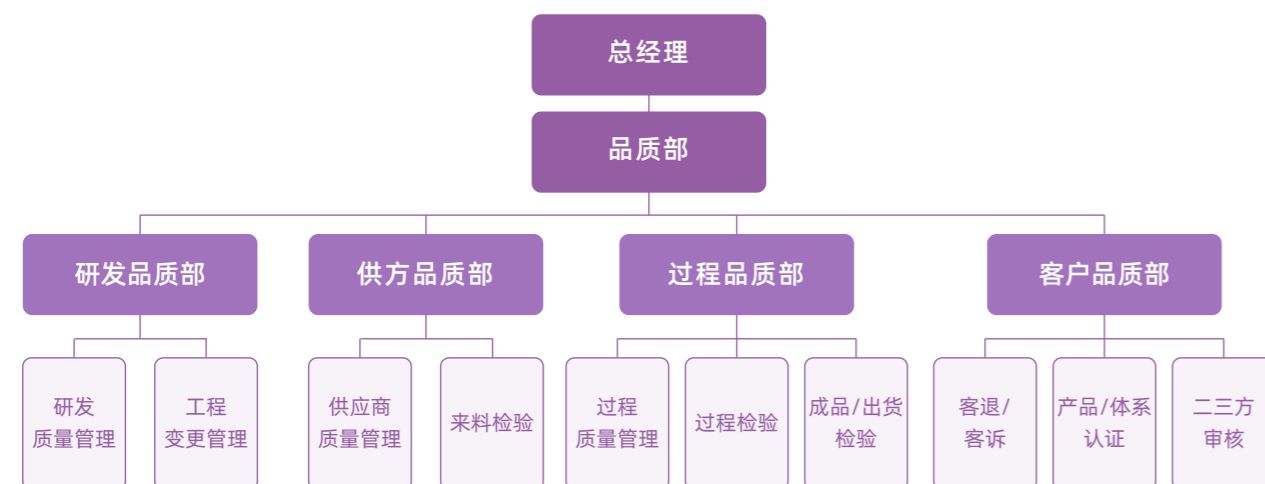 总经理
品质部
研发品质部
供方品质部
过程品质部
客户品质部
研发
质量管理
工程
变更管理
供应商
质量管理
来料检验
过程
质量管理
过程检验
成品/出货
检验
客退/
客诉
产品/体系
认证
二三方
审核